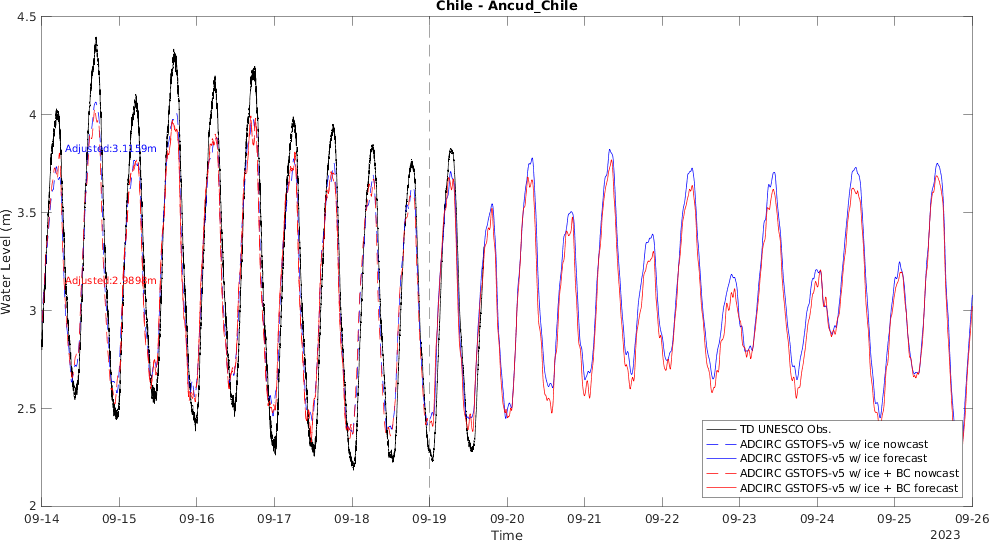 Chile - Ancud_Chile
4.5
4
3.5
3
2.5
2
Water Level (m)
Adjusted:3.1159m
Adjusted:2.9896m
TD UNESCO Obs.
ADCIRC GSTOFS-v5 w/ ice nowcast
ADCIRC GSTOFS-v5 w/ ice forecast
ADCIRC GSTOFS-v5 w/ ice + BC nowcast
ADCIRC GSTOFS-v5 w/ ice + BC forecast
09-14 09-15 09-16 09-17 09-18 09-19 09-20 09-21 09-22 09-23 09-24 09-25 09-26
Time
2023